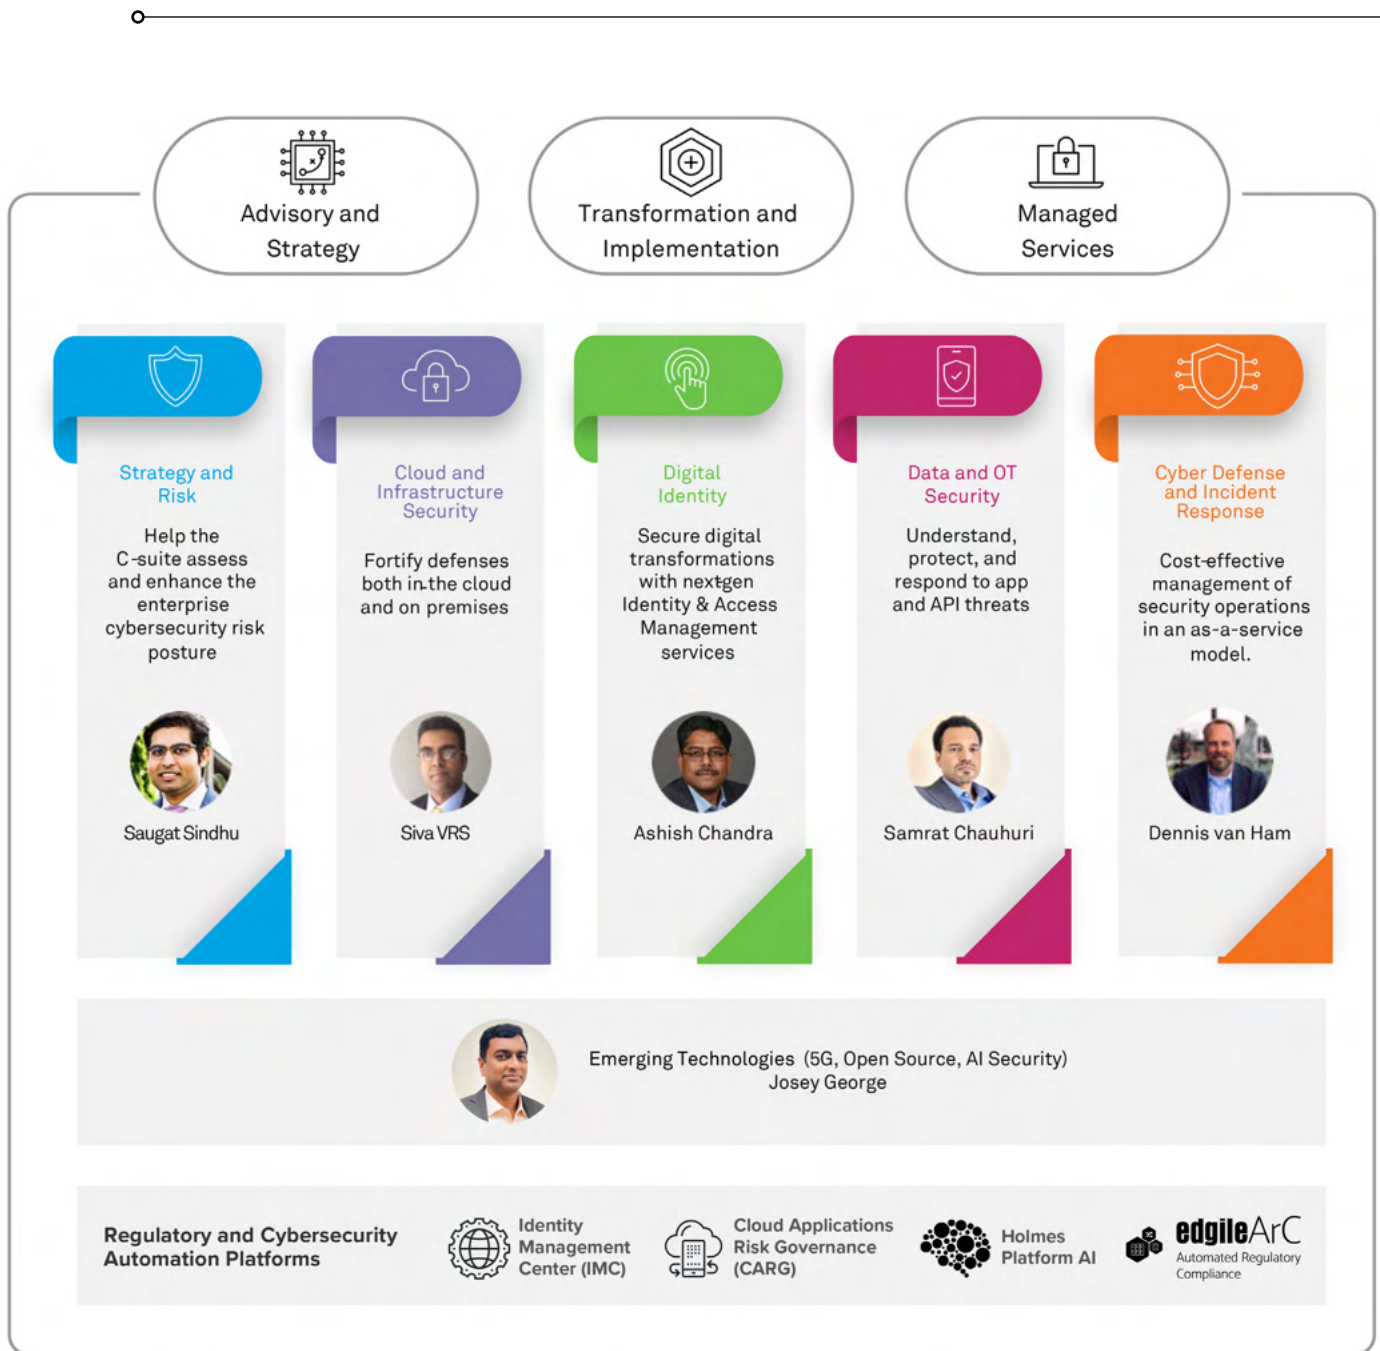 Advisory and
Strategy
Transformation and
Implementation
Managed
Services
Strategy and
Risk
Help the
C-suite assess
and enhance the
enterprise
cybersecurity risk
posture
Saugat Sindhu
Cloud and
Infrastructure
Security
Fortify defenses
both in-the cloud
and on premises
Siva VRS
Digital
Identity
Secure digital
transformations
with next-gen
Identity & Access
Management
services
Ashish Chandra
Data and OT
Security
Understand,
protect, and
respond to app
and API threats
Samrat Chauhuri
Cyber Defense
and Incident
Response
Cost-effective
management of
security operations
in an as-a-service
model.
Dennis van Ham
Emerging Technologies (5G, Open Source, AI Security)
Josey George
Regulatory and Cybersecurity
Automation Platforms
Identity
Management
Center (IMC)
Cloud Applications
Risk Governance
(CARG)
Holmes
Platform AI
edgileArC
Automated Regulatory
Compliance